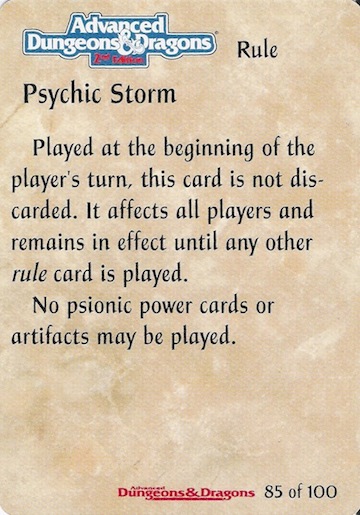 Advanced
Dungeons & Dragons®
2nd Edition
Rule
Psychic Storm
Played at the beginning of the
player's turn, this card is not dis-
carded. It affects all players and
remains in effect until any other
rule card is played.
No psionic power cards or
artifacts may be played.
Advanced
Dungeons & Dragons
85 of 100